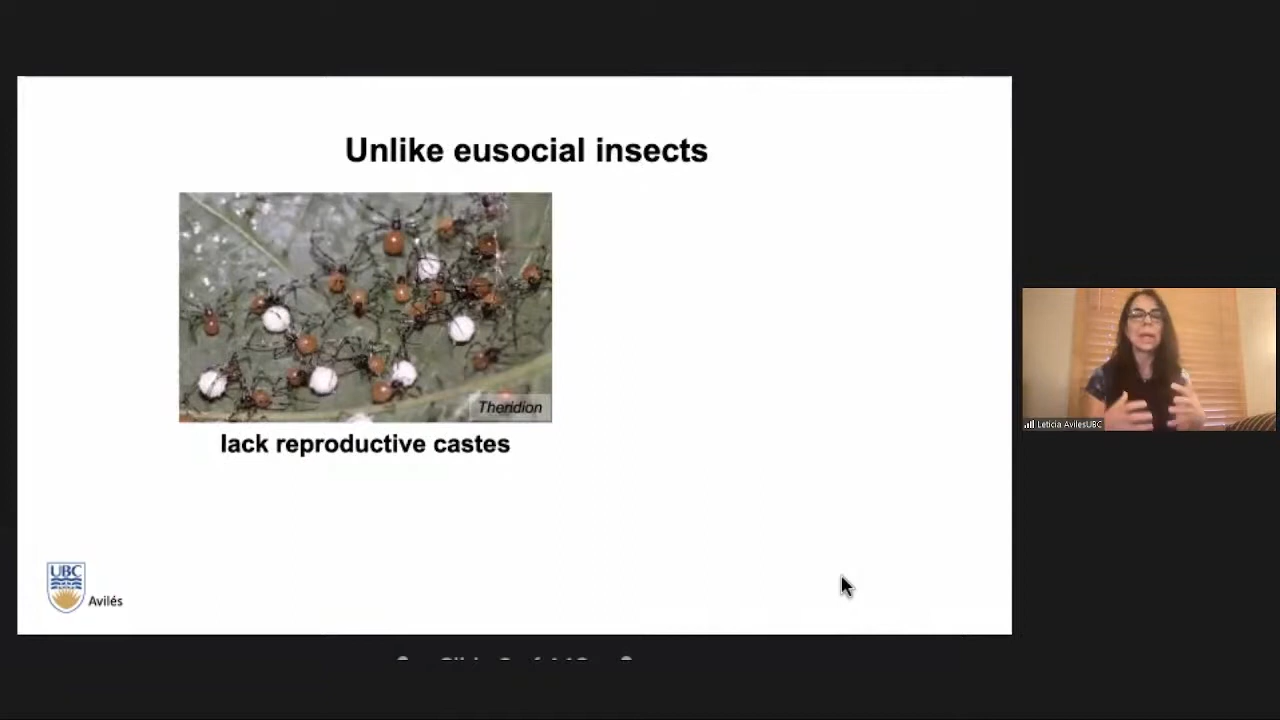 Unlike eusocial insects
Theridion
lack reproductive castes
UBC
Avilés
Leticia AvilesUBC